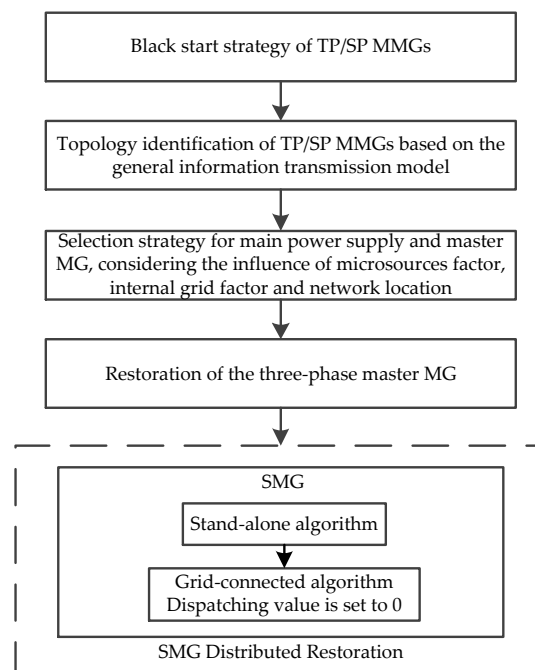 Black start strategy of TP/SP MMGs
Topology identification of TP/SP MMGs based on the
general information transmission model
Selection strategy for main power supply and master
MG, considering the influence of microsources factor,
internal grid factor and network location
Restoration of the three-phase master MG
SMG
Stand-alone algorithm
Grid-connected algorithm
Dispatching value is set to 0
SMG Distributed Restoration